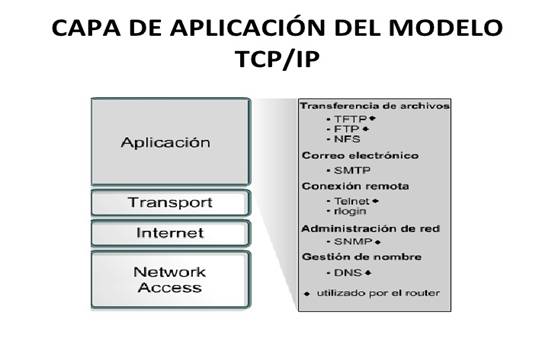 CAPA DE APLICACIÓN DEL MODELO
TCP/IP
Aplicación
Transport
Internet
Network
Access
Transferencia de archivos
- TFTP ♦
- FTP ♦
- NFS
Correo electrónico
- SMTP
Conexión remota
- Telnet ♦
- rlogin
Administración de red
- SNMP ♦
Gestión de nombre
- DNS ♦
♦ utilizado por el router